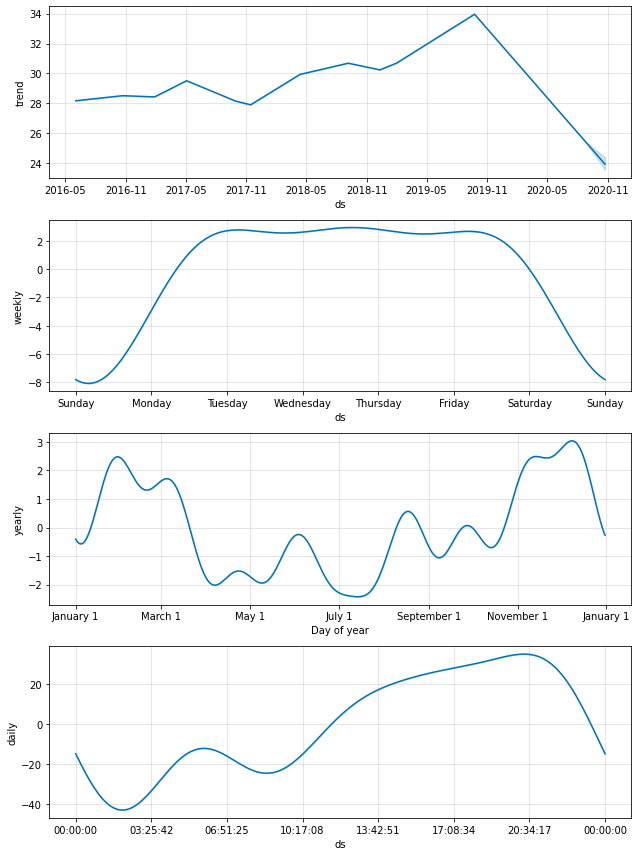 34
32
30
28
26
24
trend
2016-05 2016-11 2017-05 2017-11 2018-05 2018-11 2019-05 2019-11 2020-05 2020-11
ds
2
0
−2
−4
−6
−8
weekly
Sunday Monday Tuesday Wednesday Thursday Friday Saturday Sunday
ds
3
2
1
0
−1
−2
yearly
January 1 March 1 May 1 July 1 September 1 November 1 January 1
Day of year
20
0
−20
−40
daily
00:00:00 03:25:42 06:51:25 10:17:08 13:42:51 17:08:34 20:34:17 00:00:00
ds